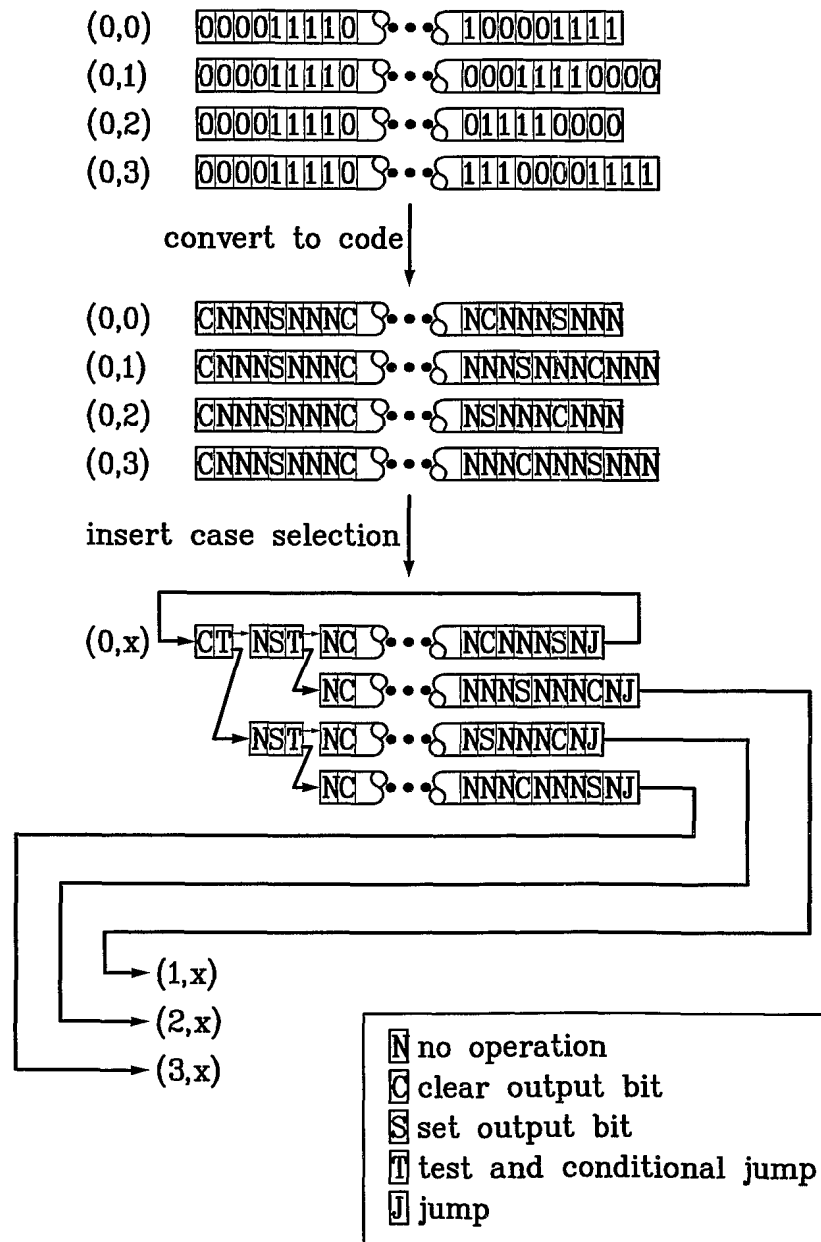 (0,0) 000011110 ••• 100001111
(0,1) 000011110 ••• 00011110000
(0,2) 000011110 ••• 011110000
(0,3) 000011110 ••• 11100001111
convert to code
(0,0) CNNNSNNNC ••• NCNNNSNNN
(0,1) CNNNSNNNC ••• NNNSNNNCNNN
(0,2) CNNNSNNNC ••• NSNNNCNNN
(0,3) CNNNSNNNC ••• NNNCNNNSNNN
insert case selection
(0,x) CT NST NC ••• NCNNNSNJ
NC ••• NNNSNNNCNJ
NST NC ••• NSNNNCNJ
NC ••• NNNCNNNSNJ
(1,x)
(2,x)
(3,x)
N no operation
C clear output bit
S set output bit
T test and conditional jump
J jump